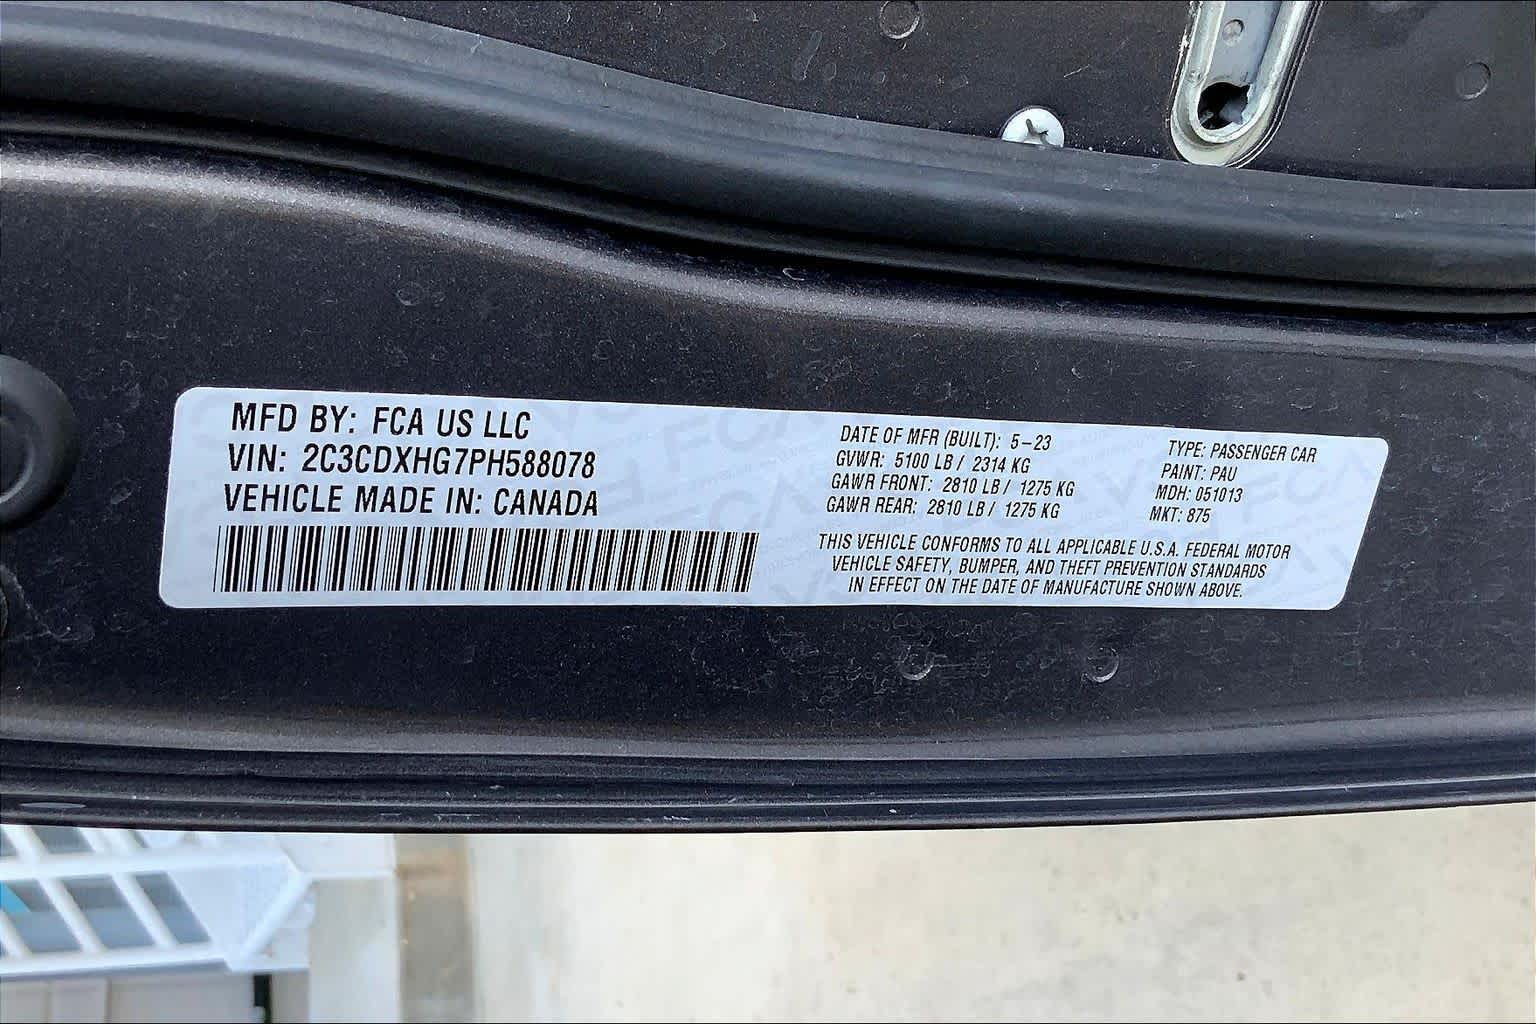 MFD BY: FCA US LLC
VIN: 2C3CDXHG7PH588078
VEHICLE MADE IN: CANADA
DATE OF MFR (BUILT): 5-23
GVWR: 5100 LB / 2314 KG
GAWR FRONT: 2810 LB / 1275 KG
GAWR REAR: 2810 LB / 1275 KG
TYPE: PASSENGER CAR
PAINT: PAU
MDH: 051013
MKT: 875
THIS VEHICLE CONFORMS TO ALL APPLICABLE U.S.A. FEDERAL MOTOR
VEHICLE SAFETY, BUMPER, AND THEFT PREVENTION STANDARDS
IN EFFECT ON THE DATE OF MANUFACTURE SHOWN ABOVE.